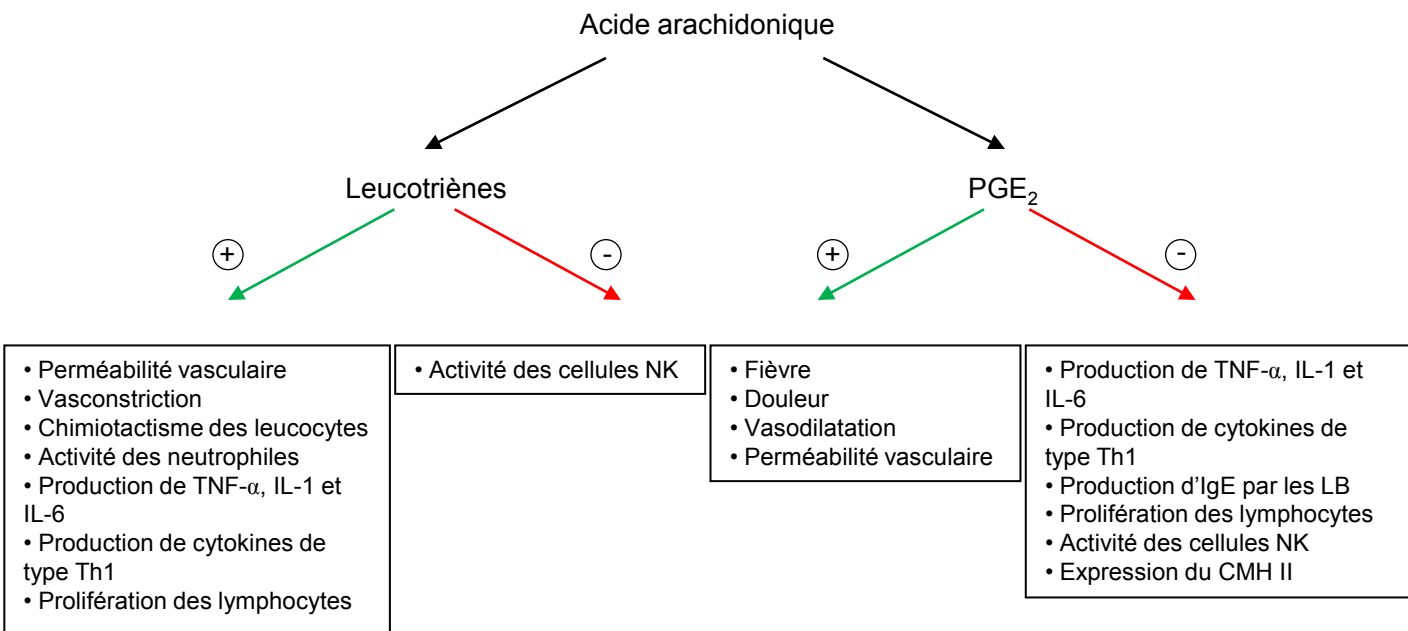 Acide arachidonique
Leucotriènes
PGE₂
+
-
+
-
• Perméabilité vasculaire
• Vasconstriction
• Chimiotactisme des leucocytes
• Activité des neutrophiles
• Production de TNF-α, IL-1 et
IL-6
• Production de cytokines de
type Th1
• Prolifération des lymphocytes
• Activité des cellules NK
• Fièvre
• Douleur
• Vasodilatation
• Perméabilité vasculaire
• Production de TNF-α, IL-1 et
IL-6
• Production de cytokines de
type Th1
• Production d'IgE par les LB
• Prolifération des lymphocytes
• Activité des cellules NK
• Expression du CMH II